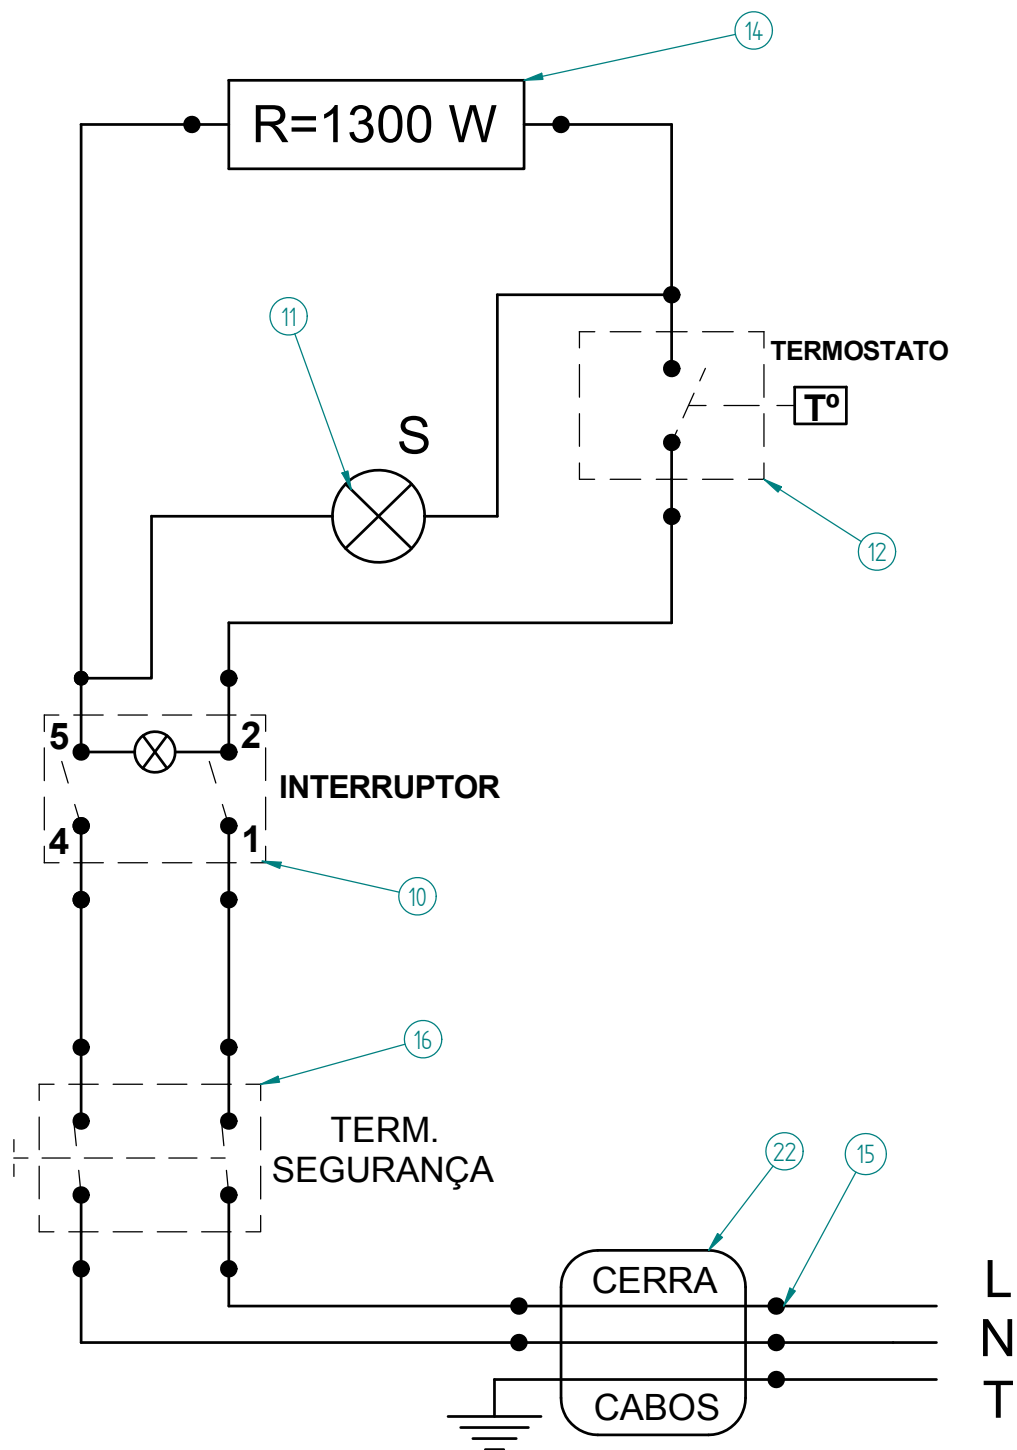 14
R=1300 W
11
TERMOSTATO
Tº
S
12
5
2
INTERRUPTOR
4
1
10
16
TERM.
SEGURANÇA
22
15
CERRA
L
N
T
CABOS